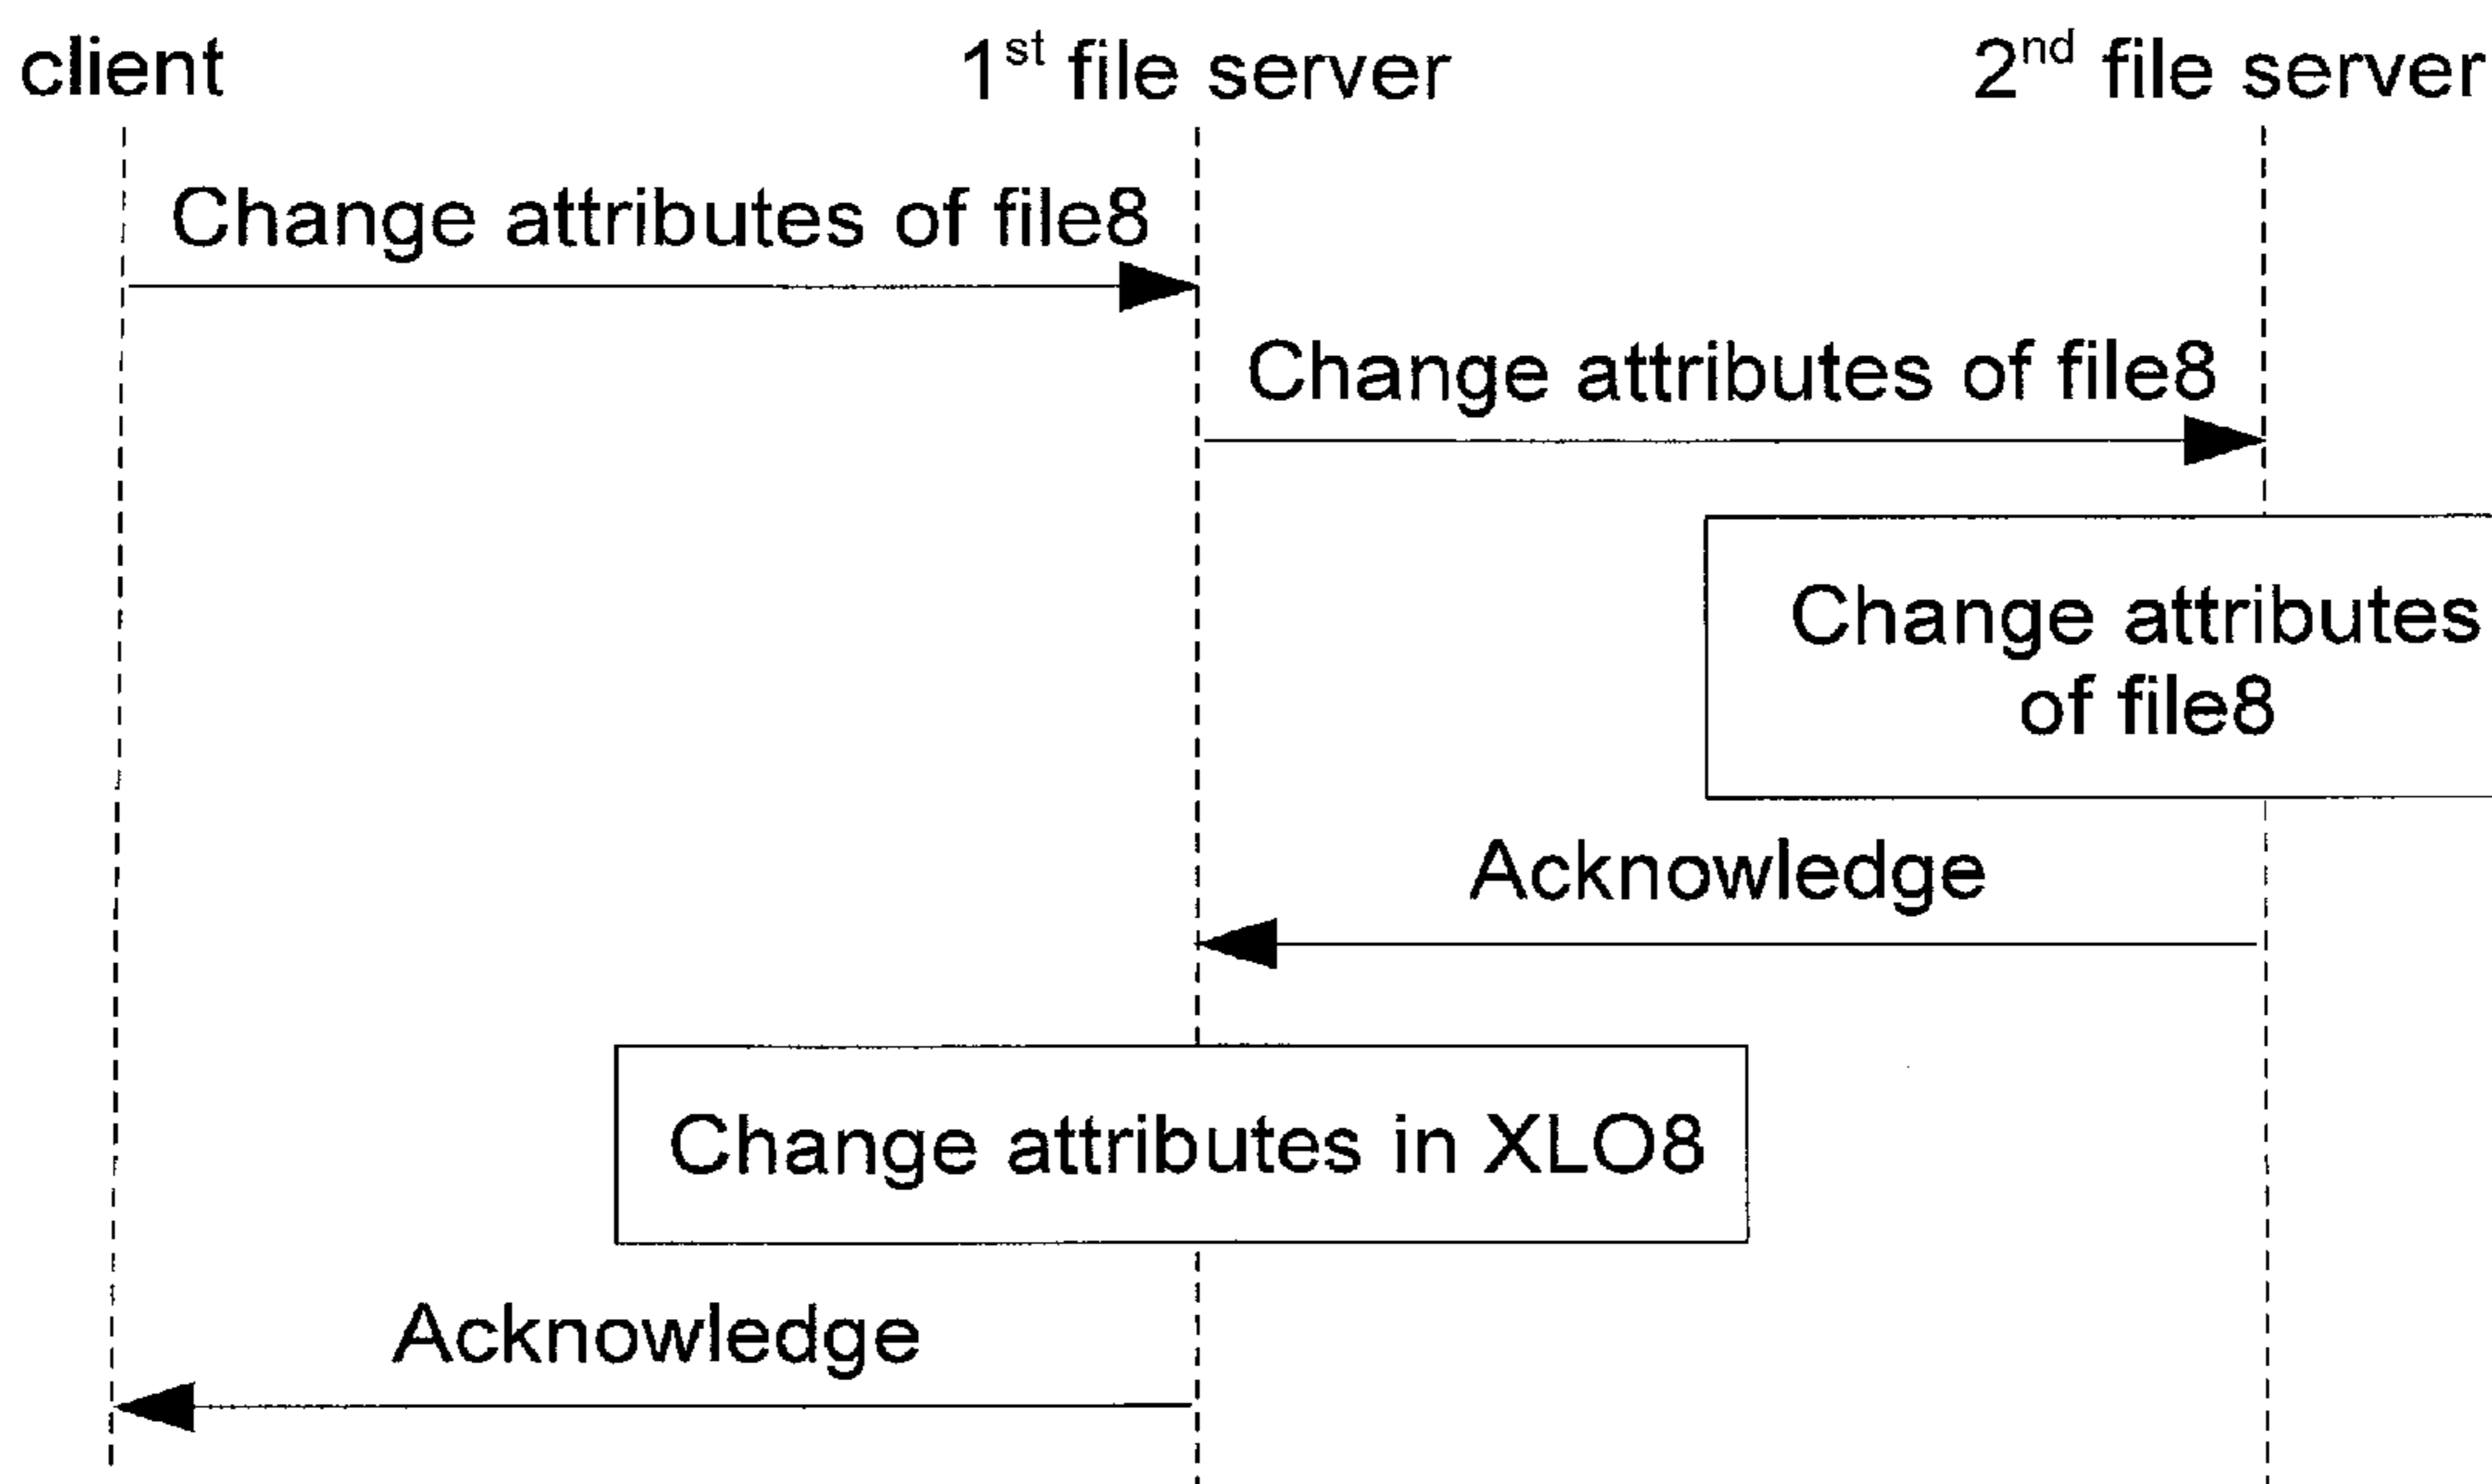 client
1st file server
2nd file server
Change attributes of file8
Change attributes of file8
Change attributes
of file8
Acknowledge
Change attributes in XLO8
Acknowledge